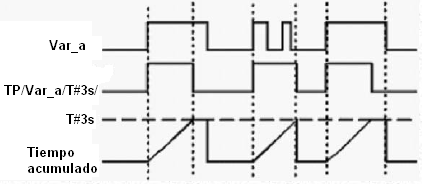 Var_a
TP/Var_a/T#3s/
T#3s
Tiempo
acumulado